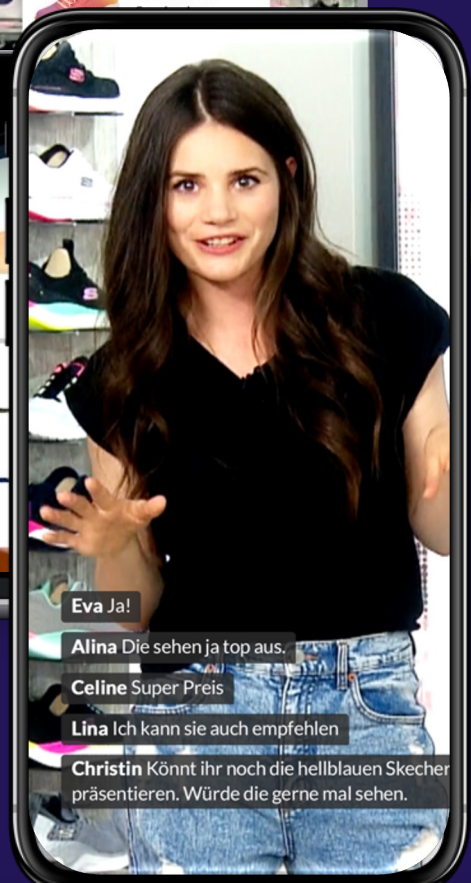 Eva Ja!
Alina Die sehen ja top aus.
Celine Super Preis
Lina Ich kann sie auch empfehlen
Christin Könnt ihr noch die hellblauen Skecher
präsentieren. Würde die gerne mal sehen.